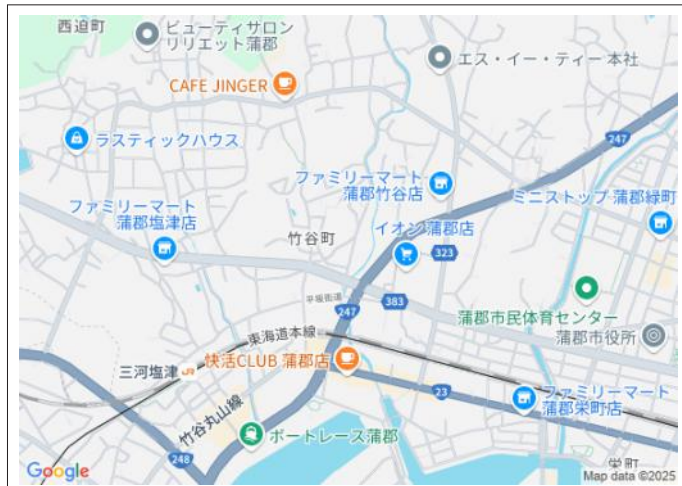 西迫町
ビューティサロン
リリエット蒲郡
エス・イー・ティー 本社
CAFE JINGER
247
ラスティックハウス
ファミリーマート
蒲郡竹谷店
ミニストップ 蒲郡緑町
ファミリーマート
蒲郡塩津店
竹谷町
イオン 蒲郡店
323
平坂街道
383
247
蒲郡市民体育センター
東海道本線
蒲郡市役所
快活CLUB 蒲郡店
三河塩津
JR
23
ファミリーマート
蒲郡栄町店
竹谷丸山線
ボートレース蒲郡
248
栄町
Google
Map data ©2025